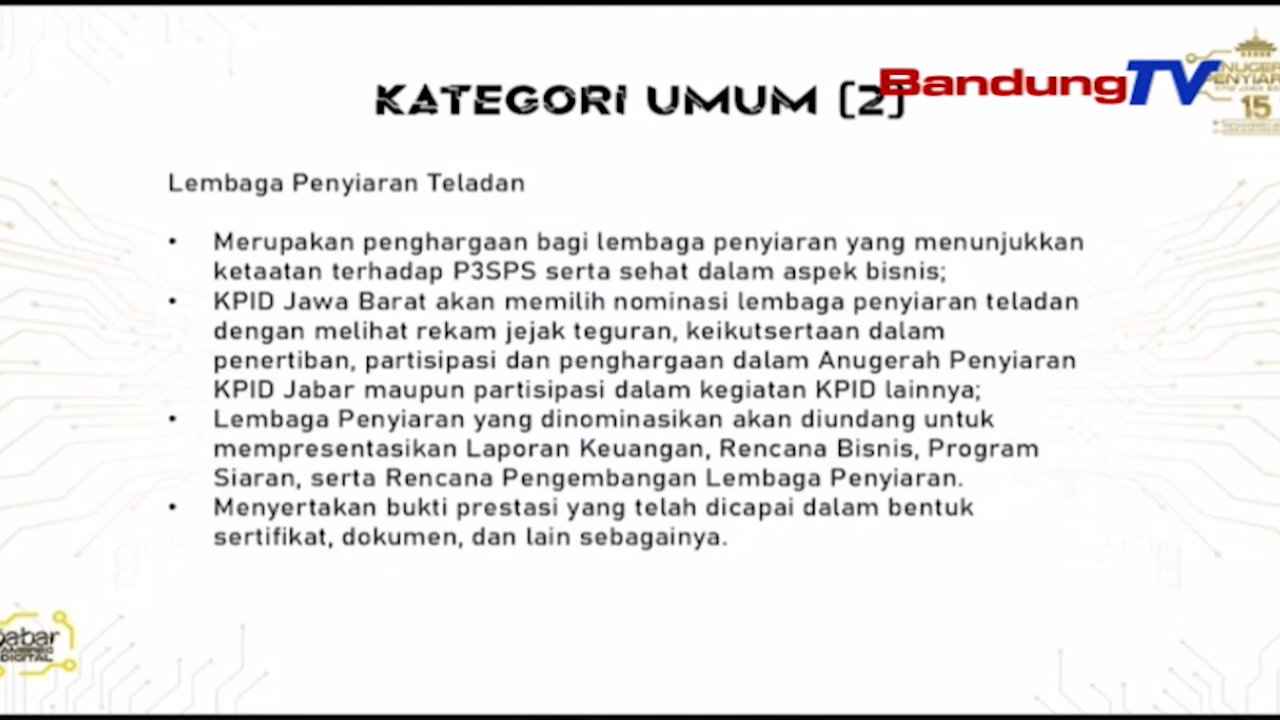 KATEGORI UMUM (2)
BandungTV
PENYIAR
15
Lembaga Penyiaran Teladan
• Merupakan penghargaan bagi lembaga penyiaran yang menunjukkan
ketaatan terhadap P3SPS serta sehat dalam aspek bisnis;
• KPID Jawa Barat akan memilih nominasi lembaga penyiaran teladan
dengan melihat rekam jejak teguran, keikutsertaan dalam
penertiban, partisipasi dan penghargaan dalam Anugerah Penyiaran
KPID Jabar maupun partisipasi dalam kegiatan KPID lainnya;
• Lembaga Penyiaran yang dinominasikan akan diundang untuk
mempresentasikan Laporan Keuangan, Rencana Bisnis, Program
Siaran, serta Rencana Pengembangan Lembaga Penyiaran.
• Menyertakan bukti prestasi yang telah dicapai dalam bentuk
sertifikat, dokumen, dan lain sebagainya.
abar
DIGITAL